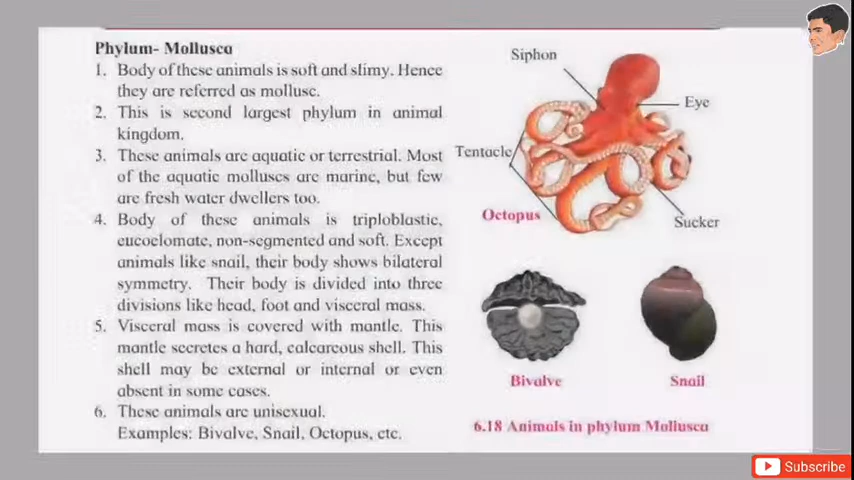 Phylum- Mollusca
1. Body of these animals is soft and slimy. Hence
they are referred as mollusc.
2. This is second largest phylum in animal
kingdom.
3. These animals are aquatic or terrestrial. Most
of the aquatic molluscs are marine, but few
are fresh water dwellers too.
4. Body of these animals is triploblastic,
eucoelomate, non-segmented and soft. Except
animals like snail, their body shows bilateral
symmetry. Their body is divided into three
divisions like head, foot and visceral mass.
5. Visceral mass is covered with mantle. This
mantle secretes a hard, calcareous shell. This
shell may be external or internal or even
absent in some cases.
6. These animals are unisexual.
Examples: Bivalve, Snail, Octopus, etc.
Siphon
Eye
Tentacle
Octopus
Sucker
Bivalve
Snail
6.18 Animals in phylum Mollusca
Subscribe